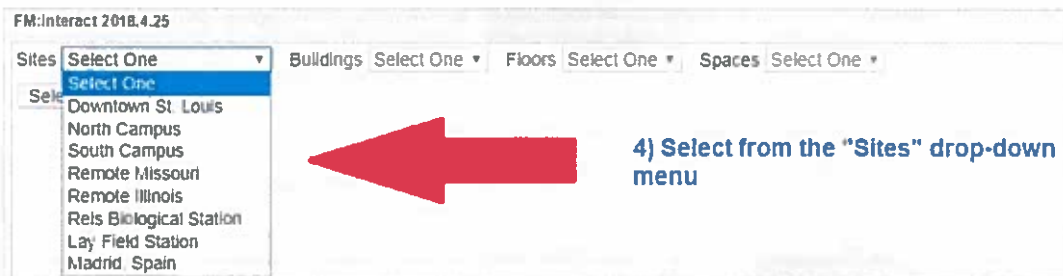 FM:Interact 2018.4.25
Sites Select One Buildings Select One Floors Select One Spaces Select One
Select One
Sele
Downtown St. Louis
North Campus
South Campus
Remote Missouri
Remote Illinois
Reis Biological Station
Lay Field Station
Madrid, Spain
4) Select from the "Sites" drop-down
menu